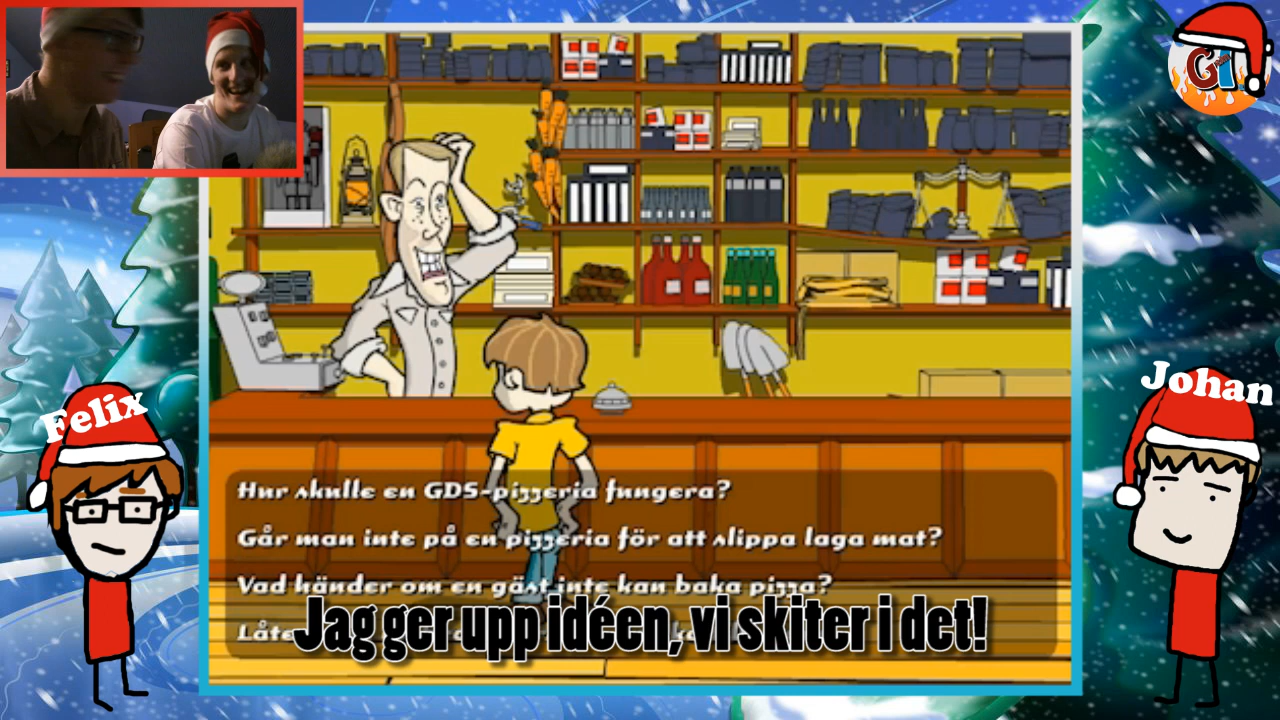 Felix
Johan
Hur skulle en GDS-pizzeria fungera?
Går man inte på en pizzeria för att slippa laga mat?
Vad händer om en gäst inte kan baka pizza?
Låte
Jag ger upp idéen, vi skiter i det!